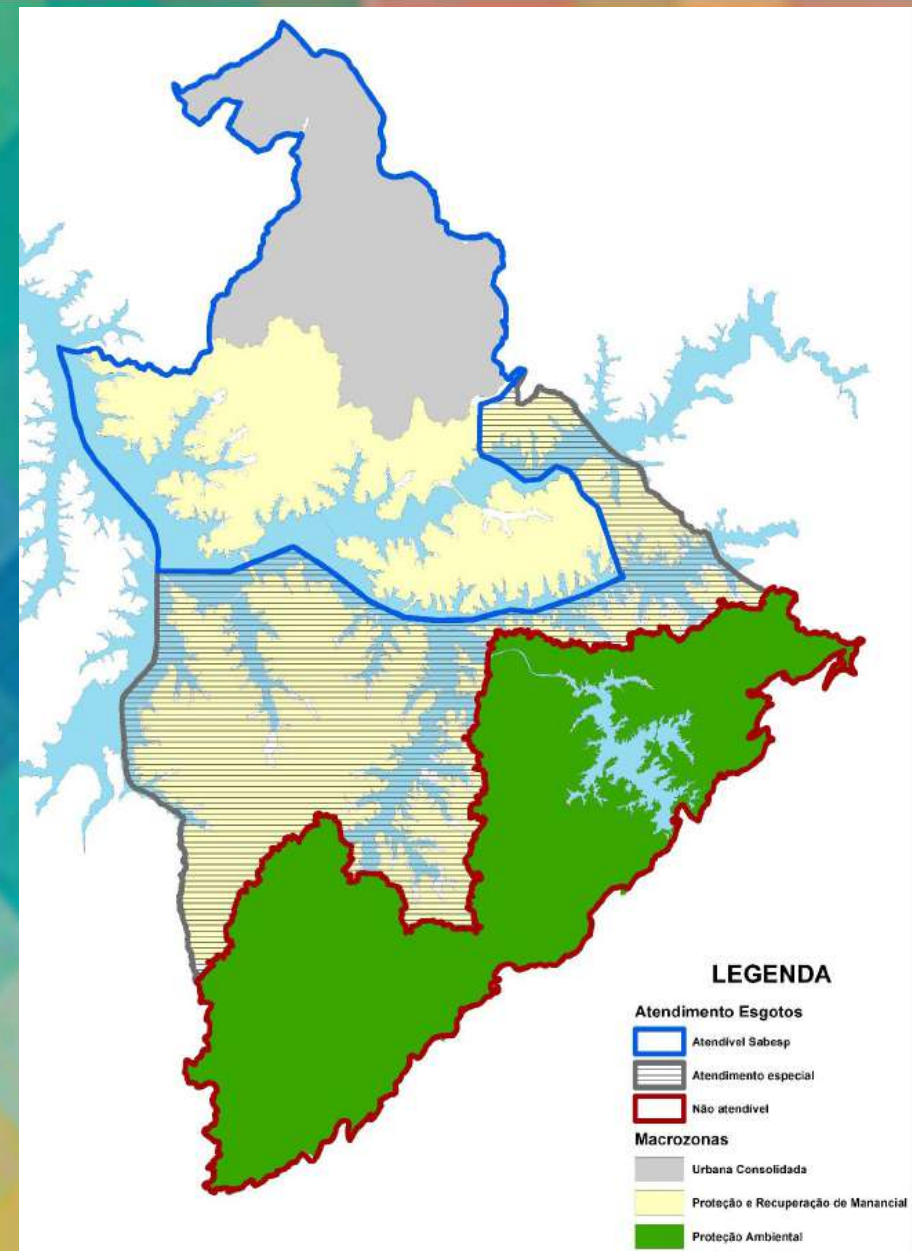 LEGENDA
Atendimento Esgotos
Atendível Sabesp
Atendimento especial
Não atendível
Macrozonas
Urbana Consolidada
Proteção e Recuperação de Manancial
Proteção Ambiental